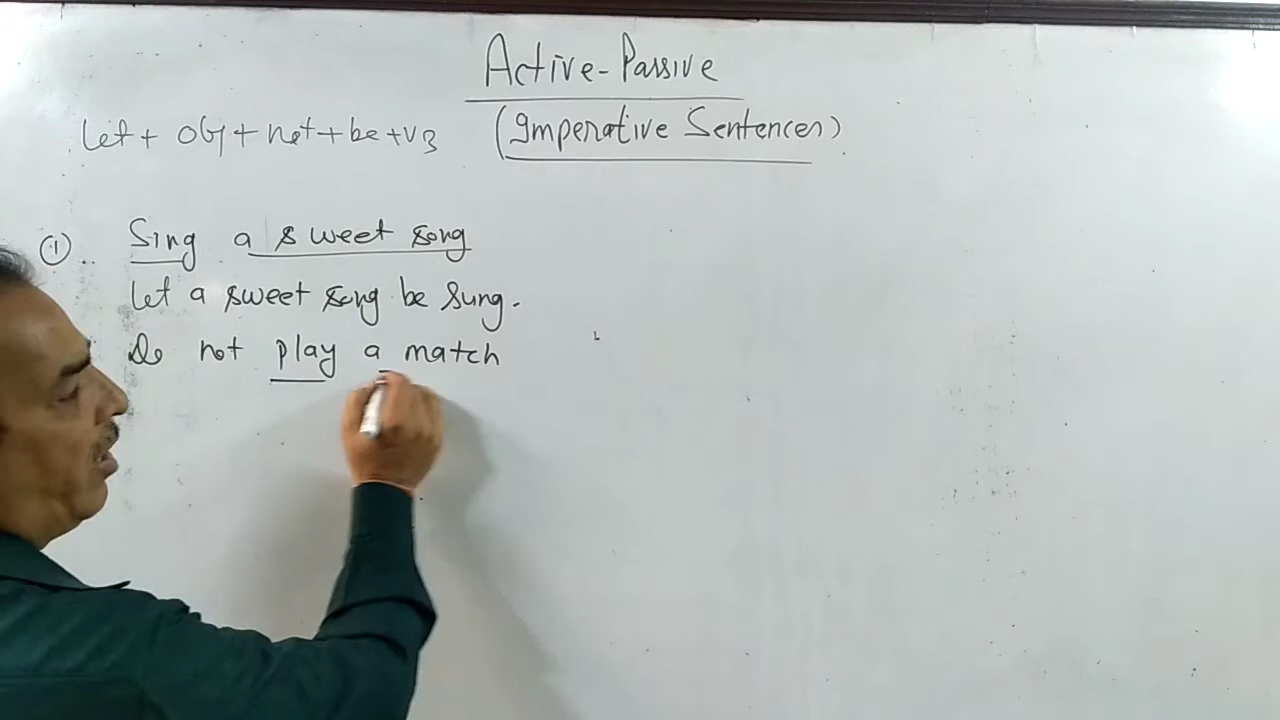 Active-Passive
(Imperative Sentences)
Let + obj + not + be + V3
① Sing a sweet song
Let a sweet song be sung.
Do not play a match